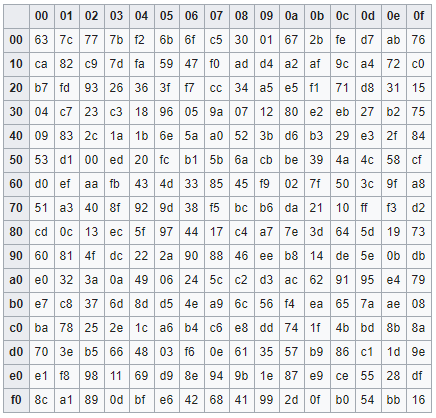 00 01 02 03 04 05 06 07 08 09 0a 0b 0c 0d 0e 0f
00 63 7c 77 7b f2 6b 6f c5 30 01 67 2b fe d7 ab 76
10 ca 82 c9 7d fa 59 47 f0 ad d4 a2 af 9c a4 72 c0
20 b7 fd 93 26 36 3f f7 cc 34 a5 e5 f1 71 d8 31 15
30 04 c7 23 c3 18 96 05 9a 07 12 80 e2 eb 27 b2 75
40 09 83 2c 1a 1b 6e 5a a0 52 3b d6 b3 29 e3 2f 84
50 53 d1 00 ed 20 fc b1 5b 6a cb be 39 4a 4c 58 cf
60 d0 ef aa fb 43 4d 33 85 45 f9 02 7f 50 3c 9f a8
70 51 a3 40 8f 92 9d 38 f5 bc b6 da 21 10 ff f3 d2
80 cd 0c 13 ec 5f 97 44 17 c4 a7 7e 3d 64 5d 19 73
90 60 81 4f dc 22 2a 90 88 46 ee b8 14 de 5e 0b db
a0 e0 32 3a 0a 49 06 24 5c c2 d3 ac 62 91 95 e4 79
b0 e7 c8 37 6d 8d d5 4e a9 6c 56 f4 ea 65 7a ae 08
c0 ba 78 25 2e 1c a6 b4 c6 e8 dd 74 1f 4b bd 8b 8a
d0 70 3e b5 66 48 03 f6 0e 61 35 57 b9 86 c1 1d 9e
e0 e1 f8 98 11 69 d9 8e 94 9b 1e 87 e9 ce 55 28 df
f0 8c a1 89 0d bf e6 42 68 41 99 2d 0f b0 54 bb 16